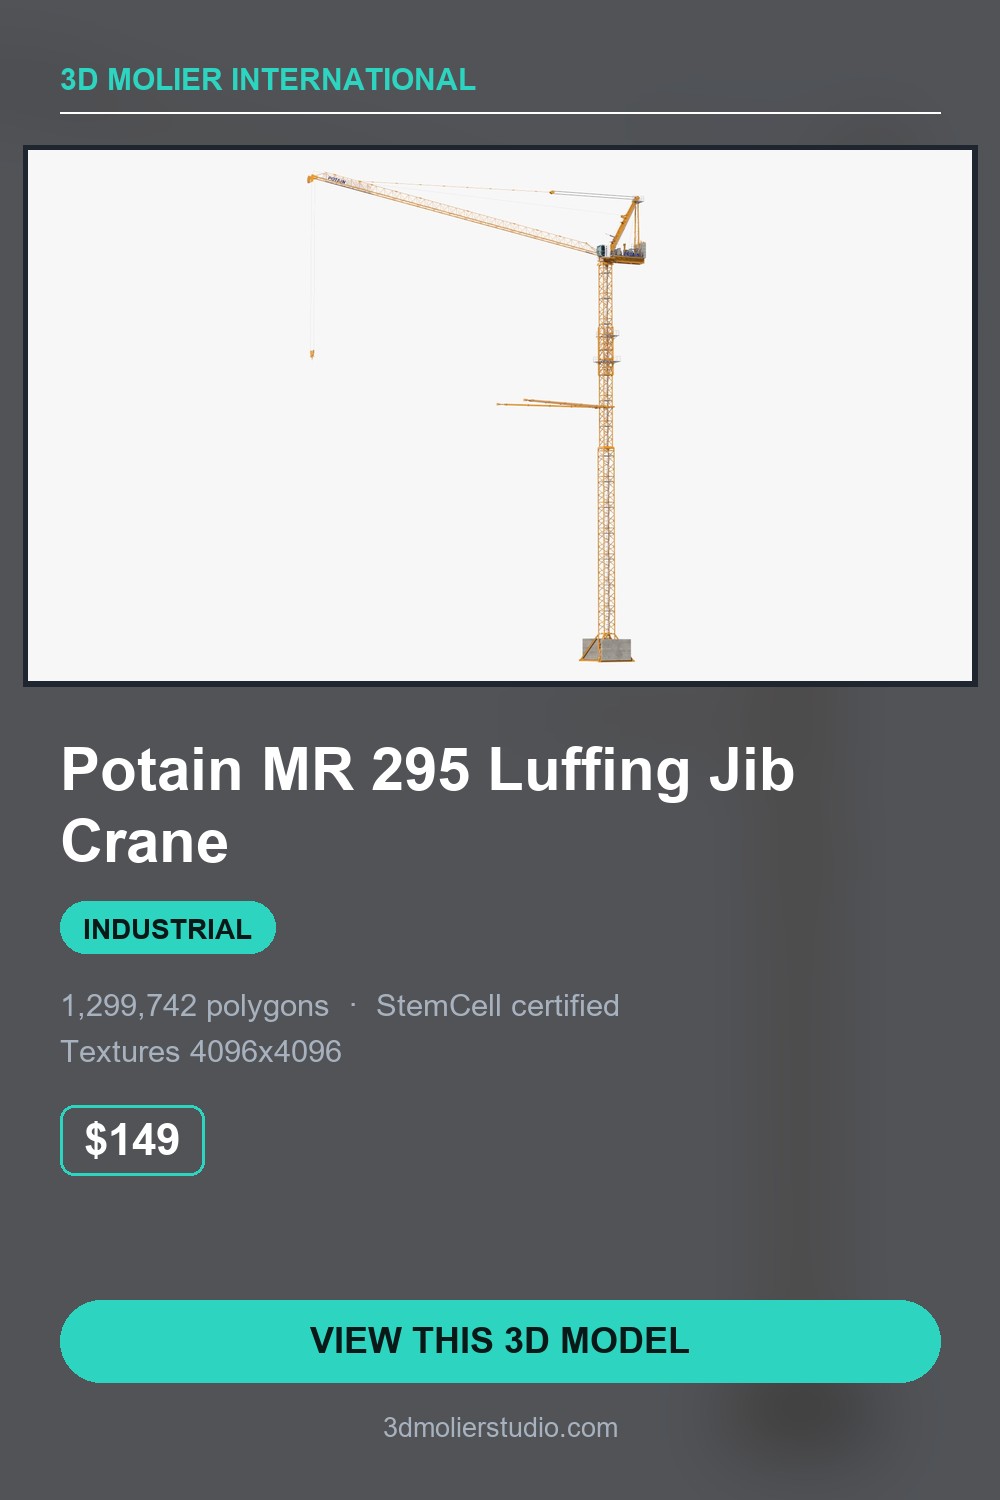 3D MOLIER INTERNATIONAL
POTAIN
Potain MR 295 Luffing Jib
Crane
INDUSTRIAL
1,299,742 polygons · StemCell certified
Textures 4096x4096
$149
VIEW THIS 3D MODEL
3dmolierstudio.com